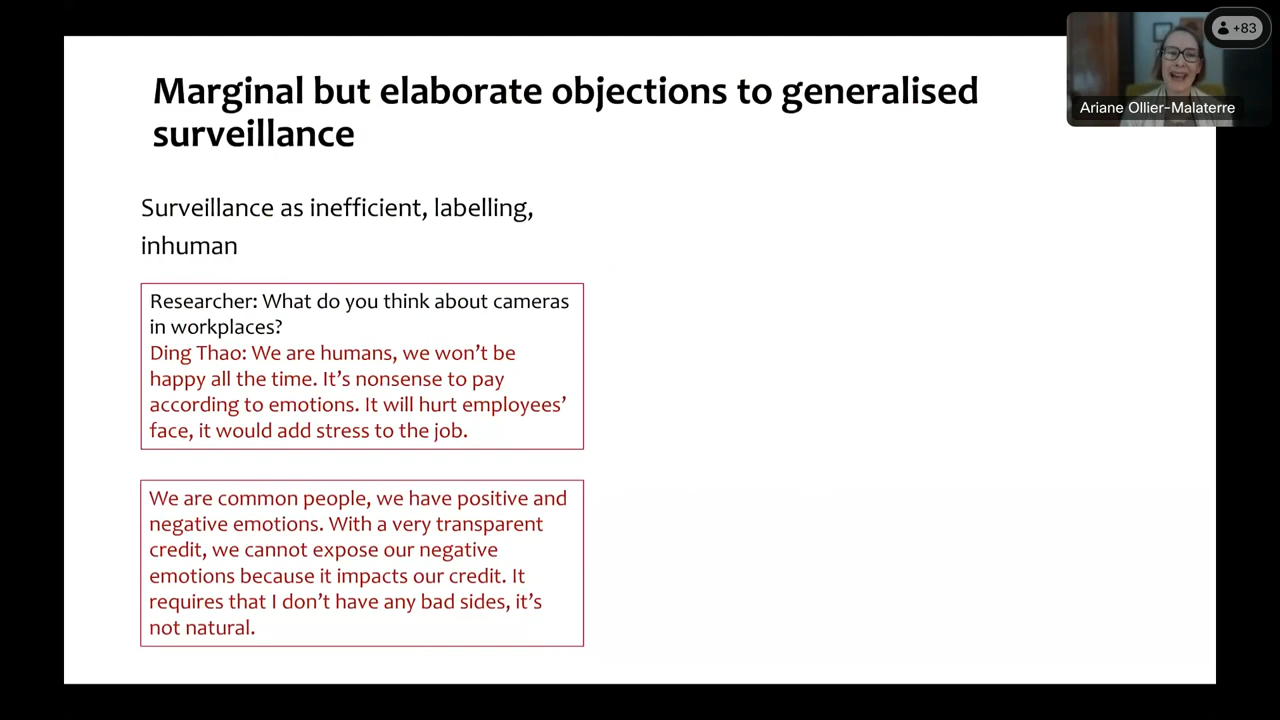 +83
Ariane Ollier-Malaterre
Marginal but elaborate objections to generalised
surveillance
Surveillance as inefficient, labelling,
inhuman
Researcher: What do you think about cameras
in workplaces?
Ding Thao: We are humans, we won't be
happy all the time. It's nonsense to pay
according to emotions. It will hurt employees'
face, it would add stress to the job.
We are common people, we have positive and
negative emotions. With a very transparent
credit, we cannot expose our negative
emotions because it impacts our credit. It
requires that I don't have any bad sides, it's
not natural.